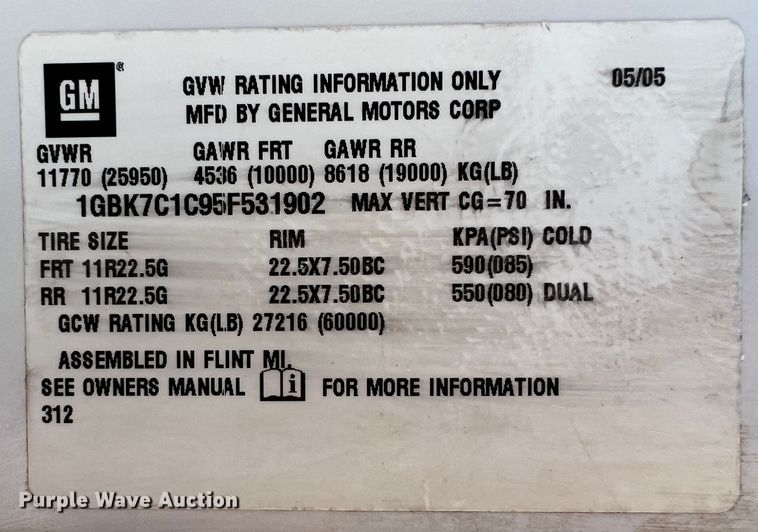 GM®
GVW RATING INFORMATION ONLY 05/05
MFD BY GENERAL MOTORS CORP
GVWR GAWR FRT GAWR RR
11770 (25950) 4536 (10000) 8618 (19000) KG(LB)
1GBK7C1C95F531902 MAX VERT CG=70 IN.
TIRE SIZE RIM KPA(PSI) COLD
FRT 11R22.5G 22.5X7.50BC 590(085)
RR 11R22.5G 22.5X7.50BC 550(080) DUAL
GCW RATING KG(LB) 27216 (60000)
ASSEMBLED IN FLINT MI.
SEE OWNERS MANUAL i FOR MORE INFORMATION
312
Purple Wave Auction